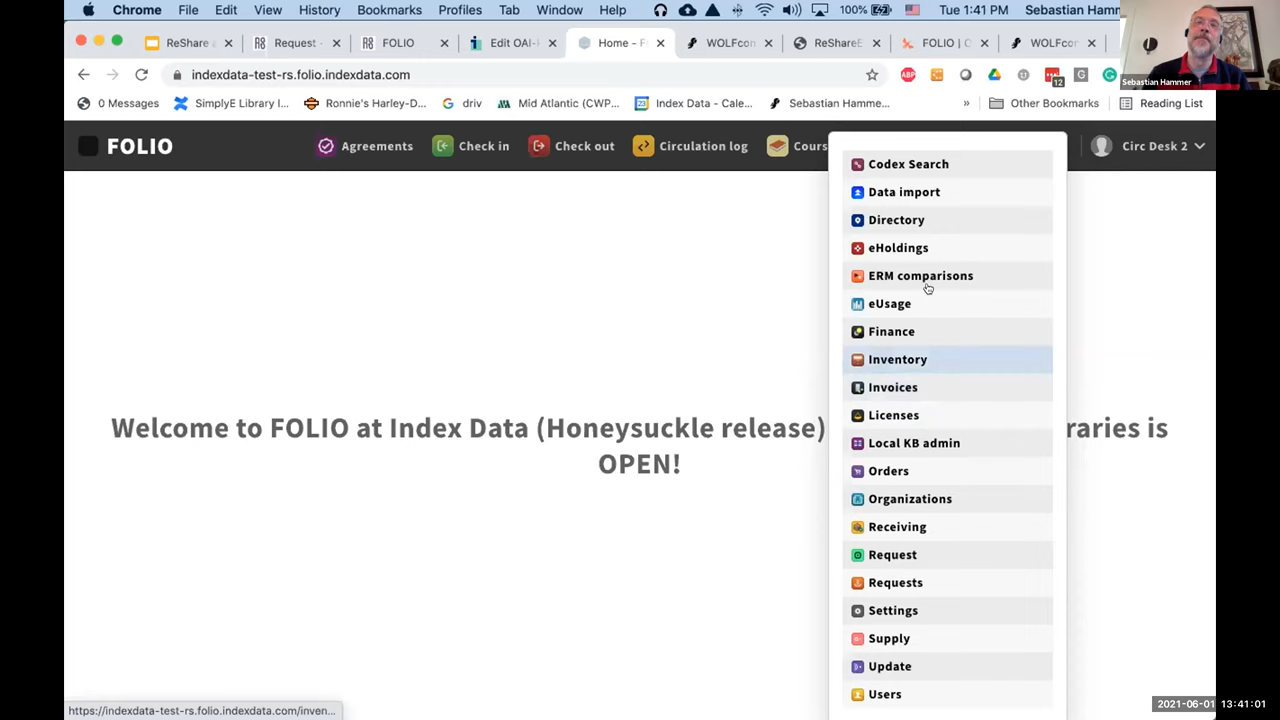 Chrome File Edit View History Bookmarks Profiles Tab Window Help 100% Tue 1:41 PM Sebastian Hamm
ReShare Request - FOLIO Edit OAI- Home - F WOLFcon ReShareE FOLIO | C WOLFcon
Sebastian Hammer
indexdata-test-rs.folio.indexdata.com ABP 12
0 Messages SimplyE Library I... Ronnie's Harley-D... driv Mid Atlantic (CWP... Index Data - Cale... Sebastian Hamme... » Other Bookmarks Reading List
FOLIO Agreements Check in Check out Circulation log Cours Circ Desk 2
Codex Search
Data import
Directory
eHoldings
ERM comparisons
eUsage
Finance
Inventory
Invoices
Licenses
Local KB admin
Orders
Organizations
Receiving
Request
Requests
Settings
Supply
Update
Users
Welcome to FOLIO at Index Data (Honeysuckle release) raries is
OPEN!
https://indexdata-test-rs.folio.indexdata.com/inven...
2021-06-01 13:41:01